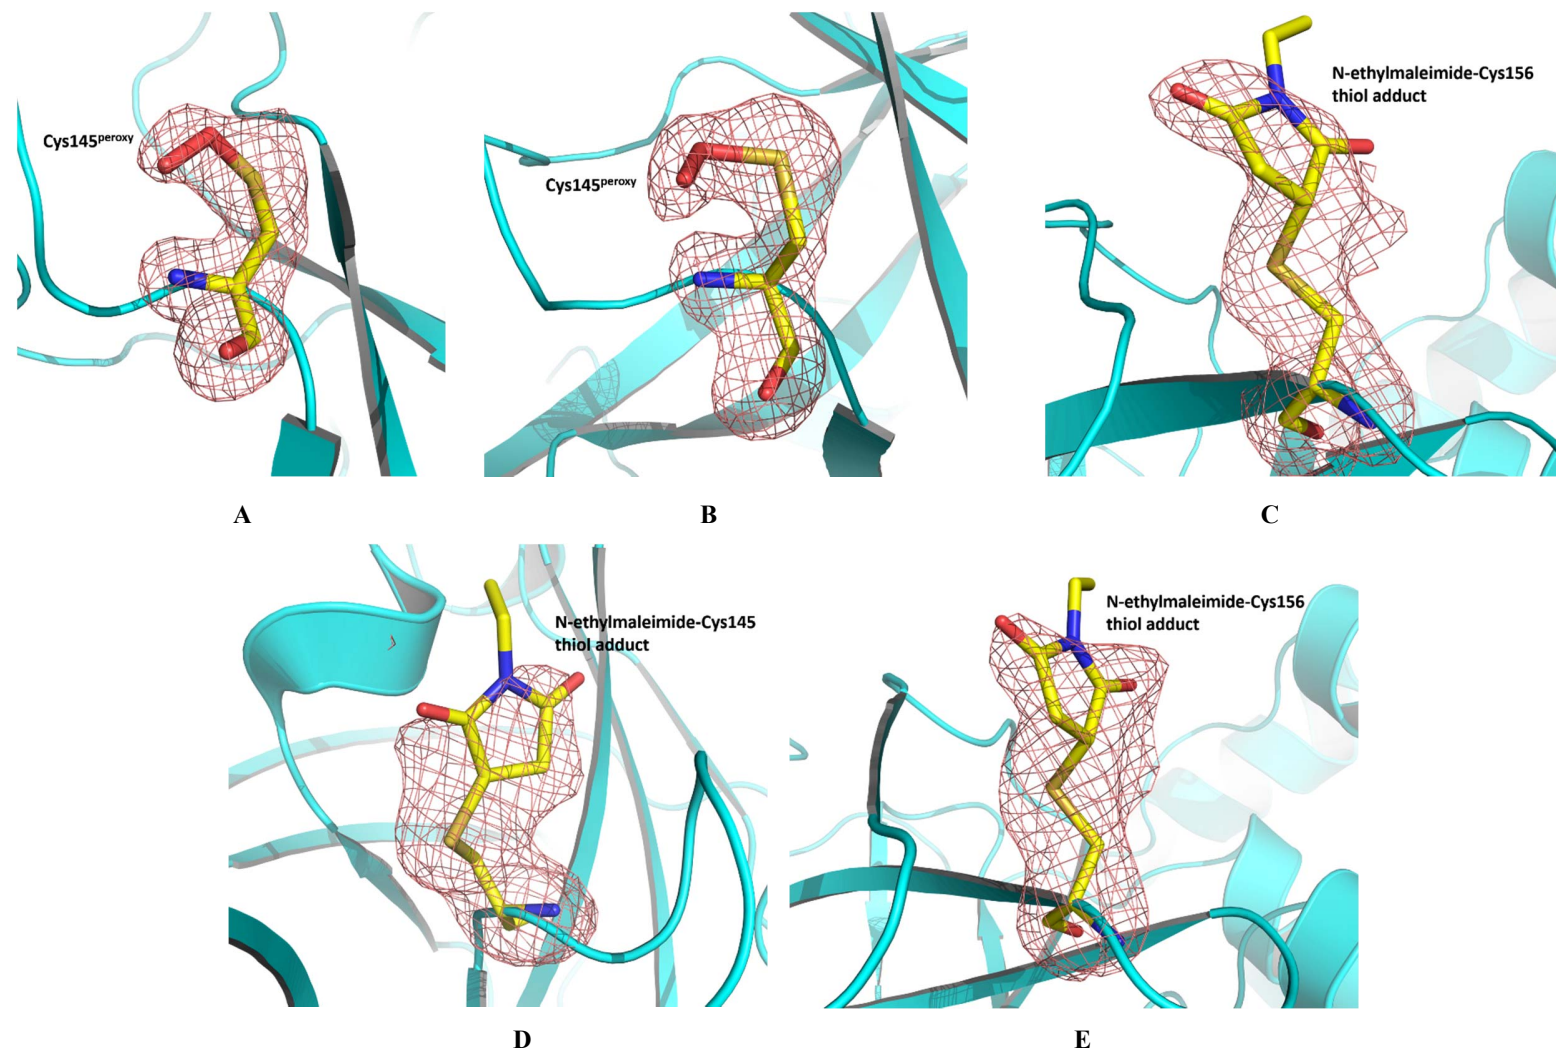 Cys145peroxy
Cys145peroxy
N-ethylmaleimide-Cys156
thiol adduct
A
B
C
N-ethylmaleimide-Cys145
thiol adduct
N-ethylmaleimide-Cys156
thiol adduct
D
E